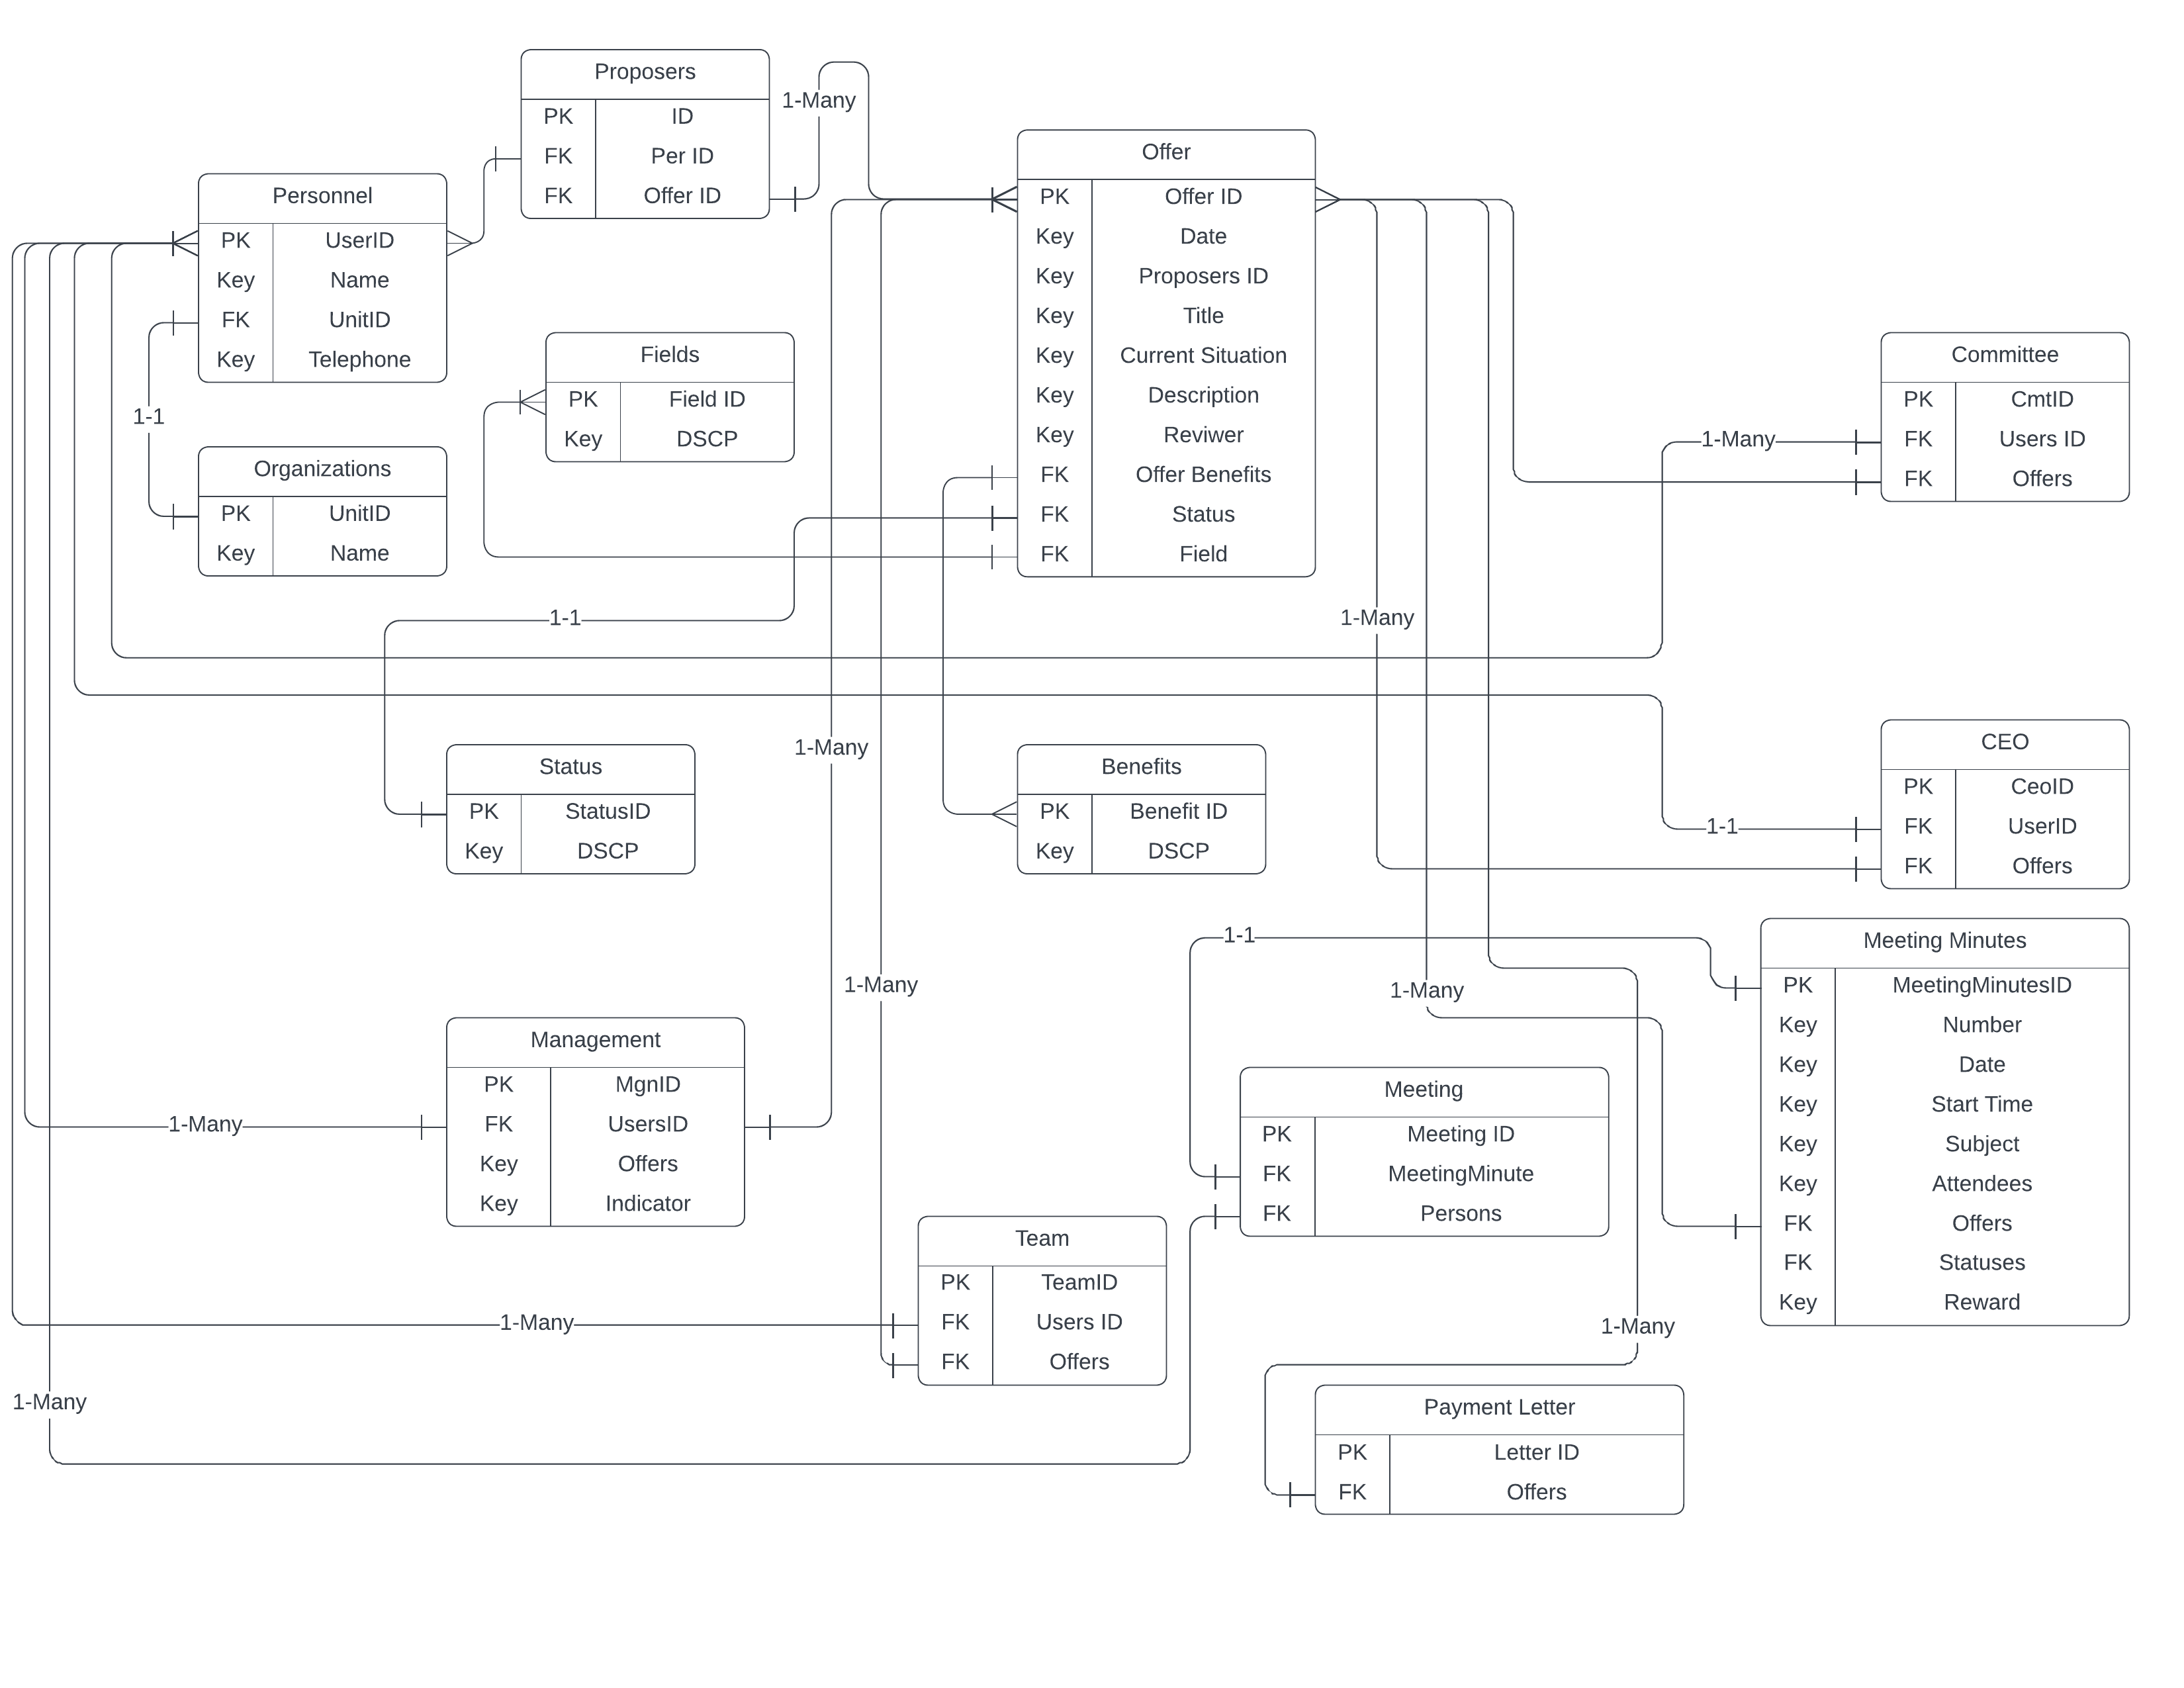 Proposers
PK ID
FK Per ID
FK Offer ID
1-Many
Offer
PK Offer ID
Key Date
Key Proposers ID
Key Title
Key Current Situation
Key Description
Key Reviwer
FK Offer Benefits
FK Status
FK Field
Personnel
PK UserID
Key Name
FK UnitID
Key Telephone
1-1
Organizations
PK UnitID
Key Name
Fields
PK Field ID
Key DSCP
Committee
PK CmtID
FK Users ID
FK Offers
1-Many
1-1
1-Many
Status
PK StatusID
Key DSCP
1-Many
Benefits
PK Benefit ID
Key DSCP
CEO
PK CeoID
FK UserID
FK Offers
1-1
1-1
Meeting Minutes
PK MeetingMinutesID
Key Number
Key Date
Key Start Time
Key Subject
Key Attendees
FK Offers
FK Statuses
Key Reward
1-Many
1-Many
Management
PK MgnID
FK UsersID
Key Offers
Key Indicator
1-Many
Meeting
PK Meeting ID
FK MeetingMinute
FK Persons
Team
PK TeamID
FK Users ID
FK Offers
1-Many
1-Many
1-Many
Payment Letter
PK Letter ID
FK Offers